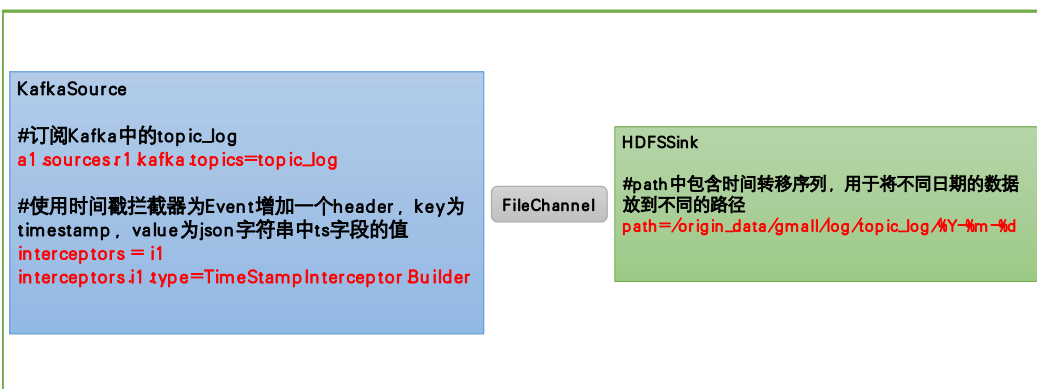 KafkaSource
#订阅Kafka中的topic_log
a1.sources.r1.kafka.topics=topic_log
#使用时间戳拦截器为Event增加一个header，key为
timestamp，value为json字符串中ts字段的值
interceptors = i1
interceptors.i1.type=TimeStampInterceptor.Builder
FileChannel
HDFSSink
#path中包含时间转移序列，用于将不同日期的数据
放到不同的路径
path=/origin_data/gmall/log/topic_log/%Y-%m-%d